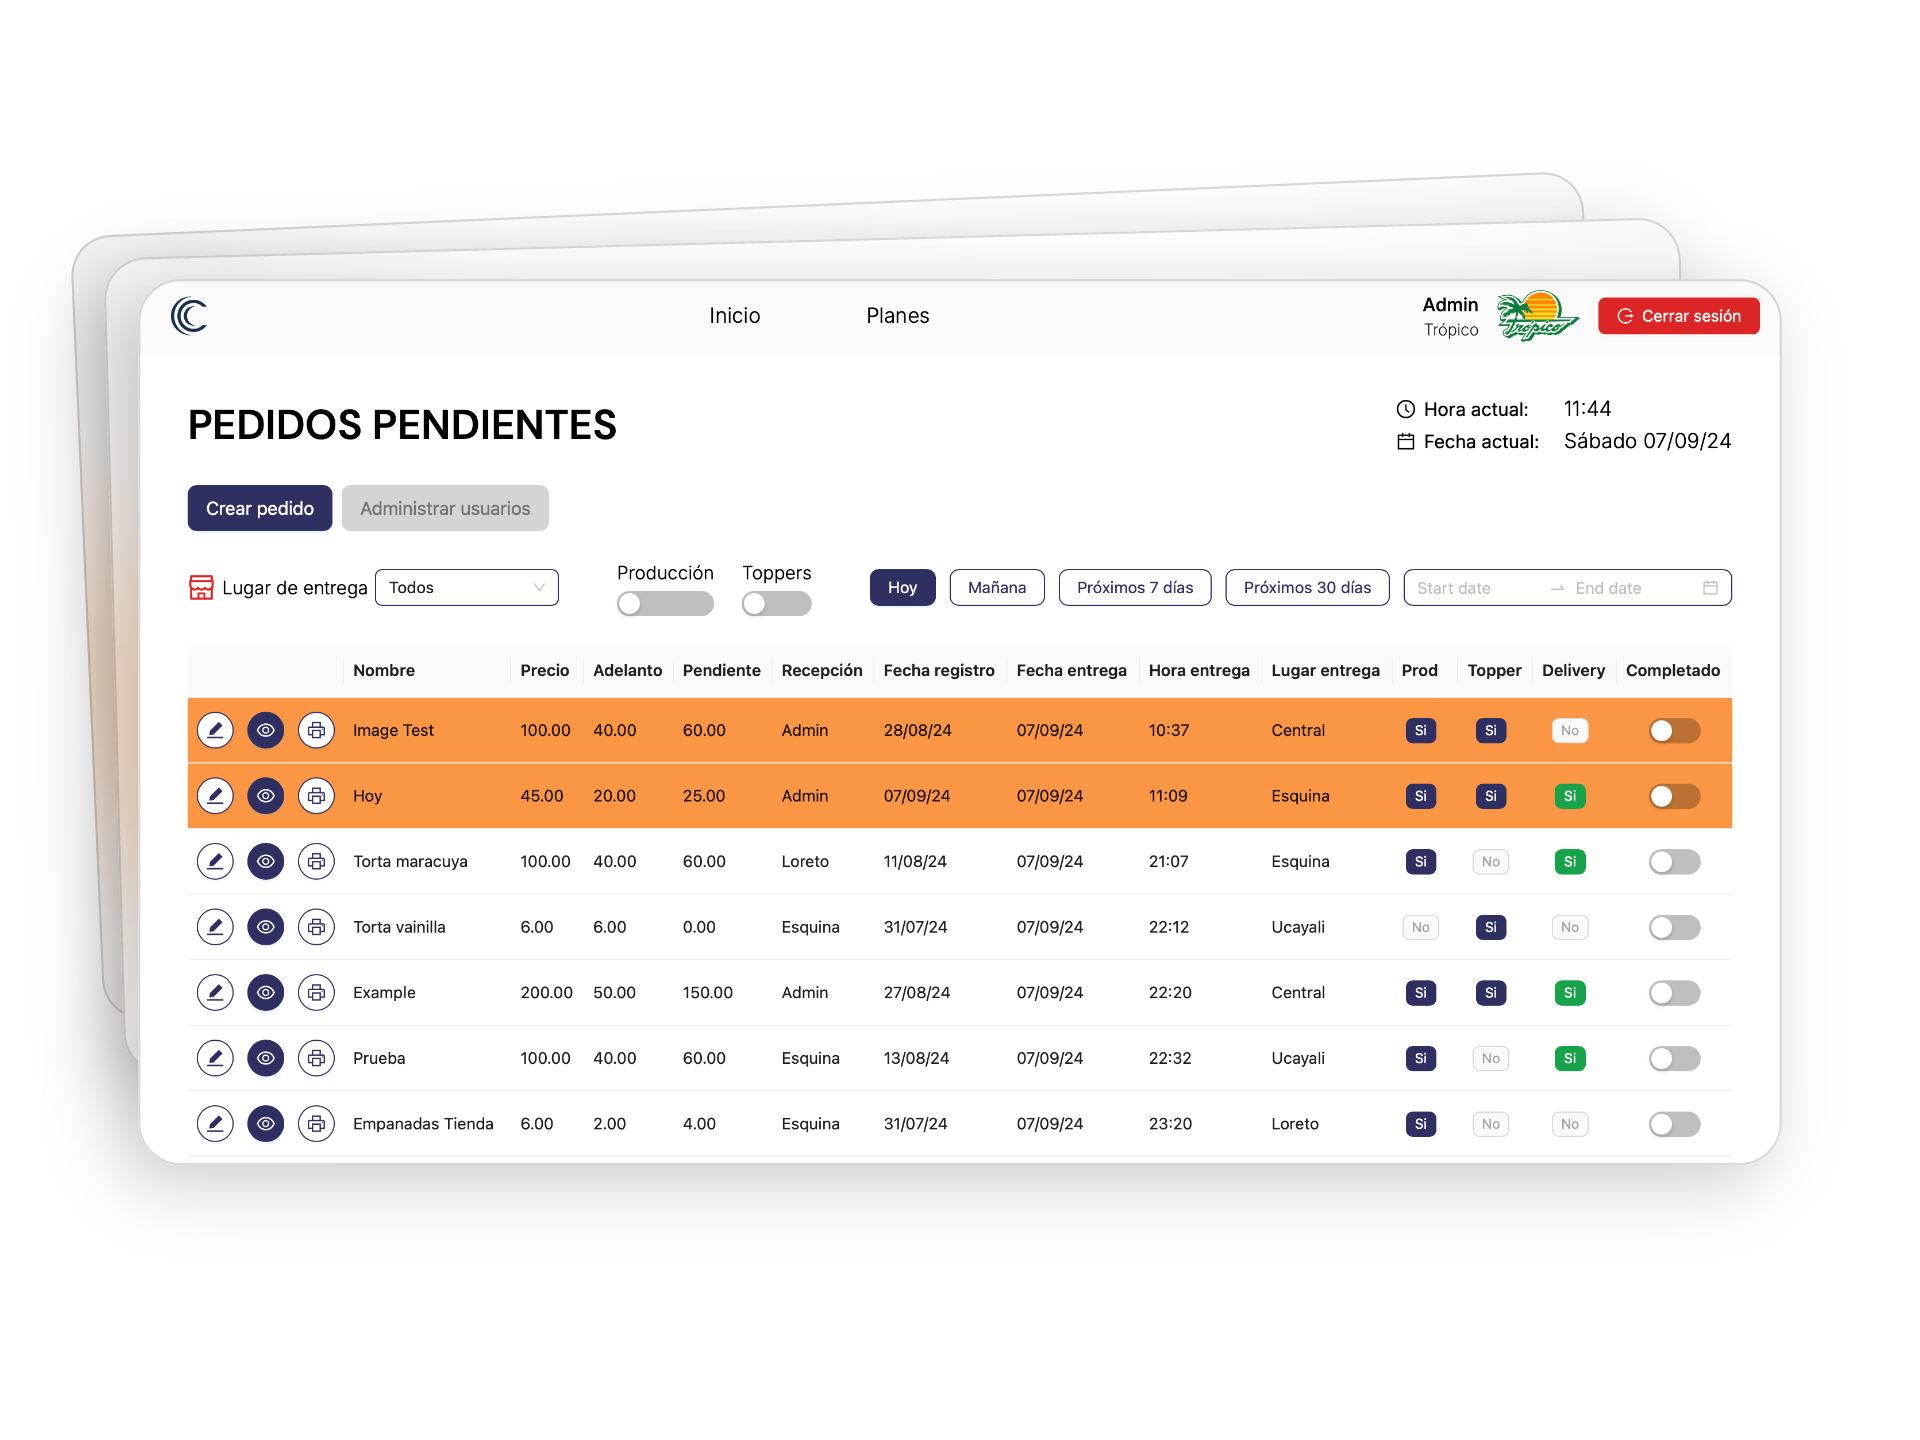 Inicio Planes Admin Trópico Trópico Cerrar sesión
PEDIDOS PENDIENTES
Hora actual: 11:44
Fecha actual: Sábado 07/09/24
Crear pedido Administrar usuarios
Lugar de entrega Todos Producción Toppers Hoy Mañana Próximos 7 días Próximos 30 días Start date End date
Nombre Precio Adelanto Pendiente Recepción Fecha registro Fecha entrega Hora entrega Lugar entrega Prod Topper Delivery Completado
Image Test 100.00 40.00 60.00 Admin 28/08/24 07/09/24 10:37 Central Si Si No
Hoy 45.00 20.00 25.00 Admin 07/09/24 07/09/24 11:09 Esquina Si Si Si
Torta maracuya 100.00 40.00 60.00 Loreto 11/08/24 07/09/24 21:07 Esquina Si No Si
Torta vainilla 6.00 6.00 0.00 Esquina 31/07/24 07/09/24 22:12 Ucayali No Si No
Example 200.00 50.00 150.00 Admin 27/08/24 07/09/24 22:20 Central Si Si Si
Prueba 100.00 40.00 60.00 Esquina 13/08/24 07/09/24 22:32 Ucayali Si No Si
Empanadas Tienda 6.00 2.00 4.00 Esquina 31/07/24 07/09/24 23:20 Loreto Si No No